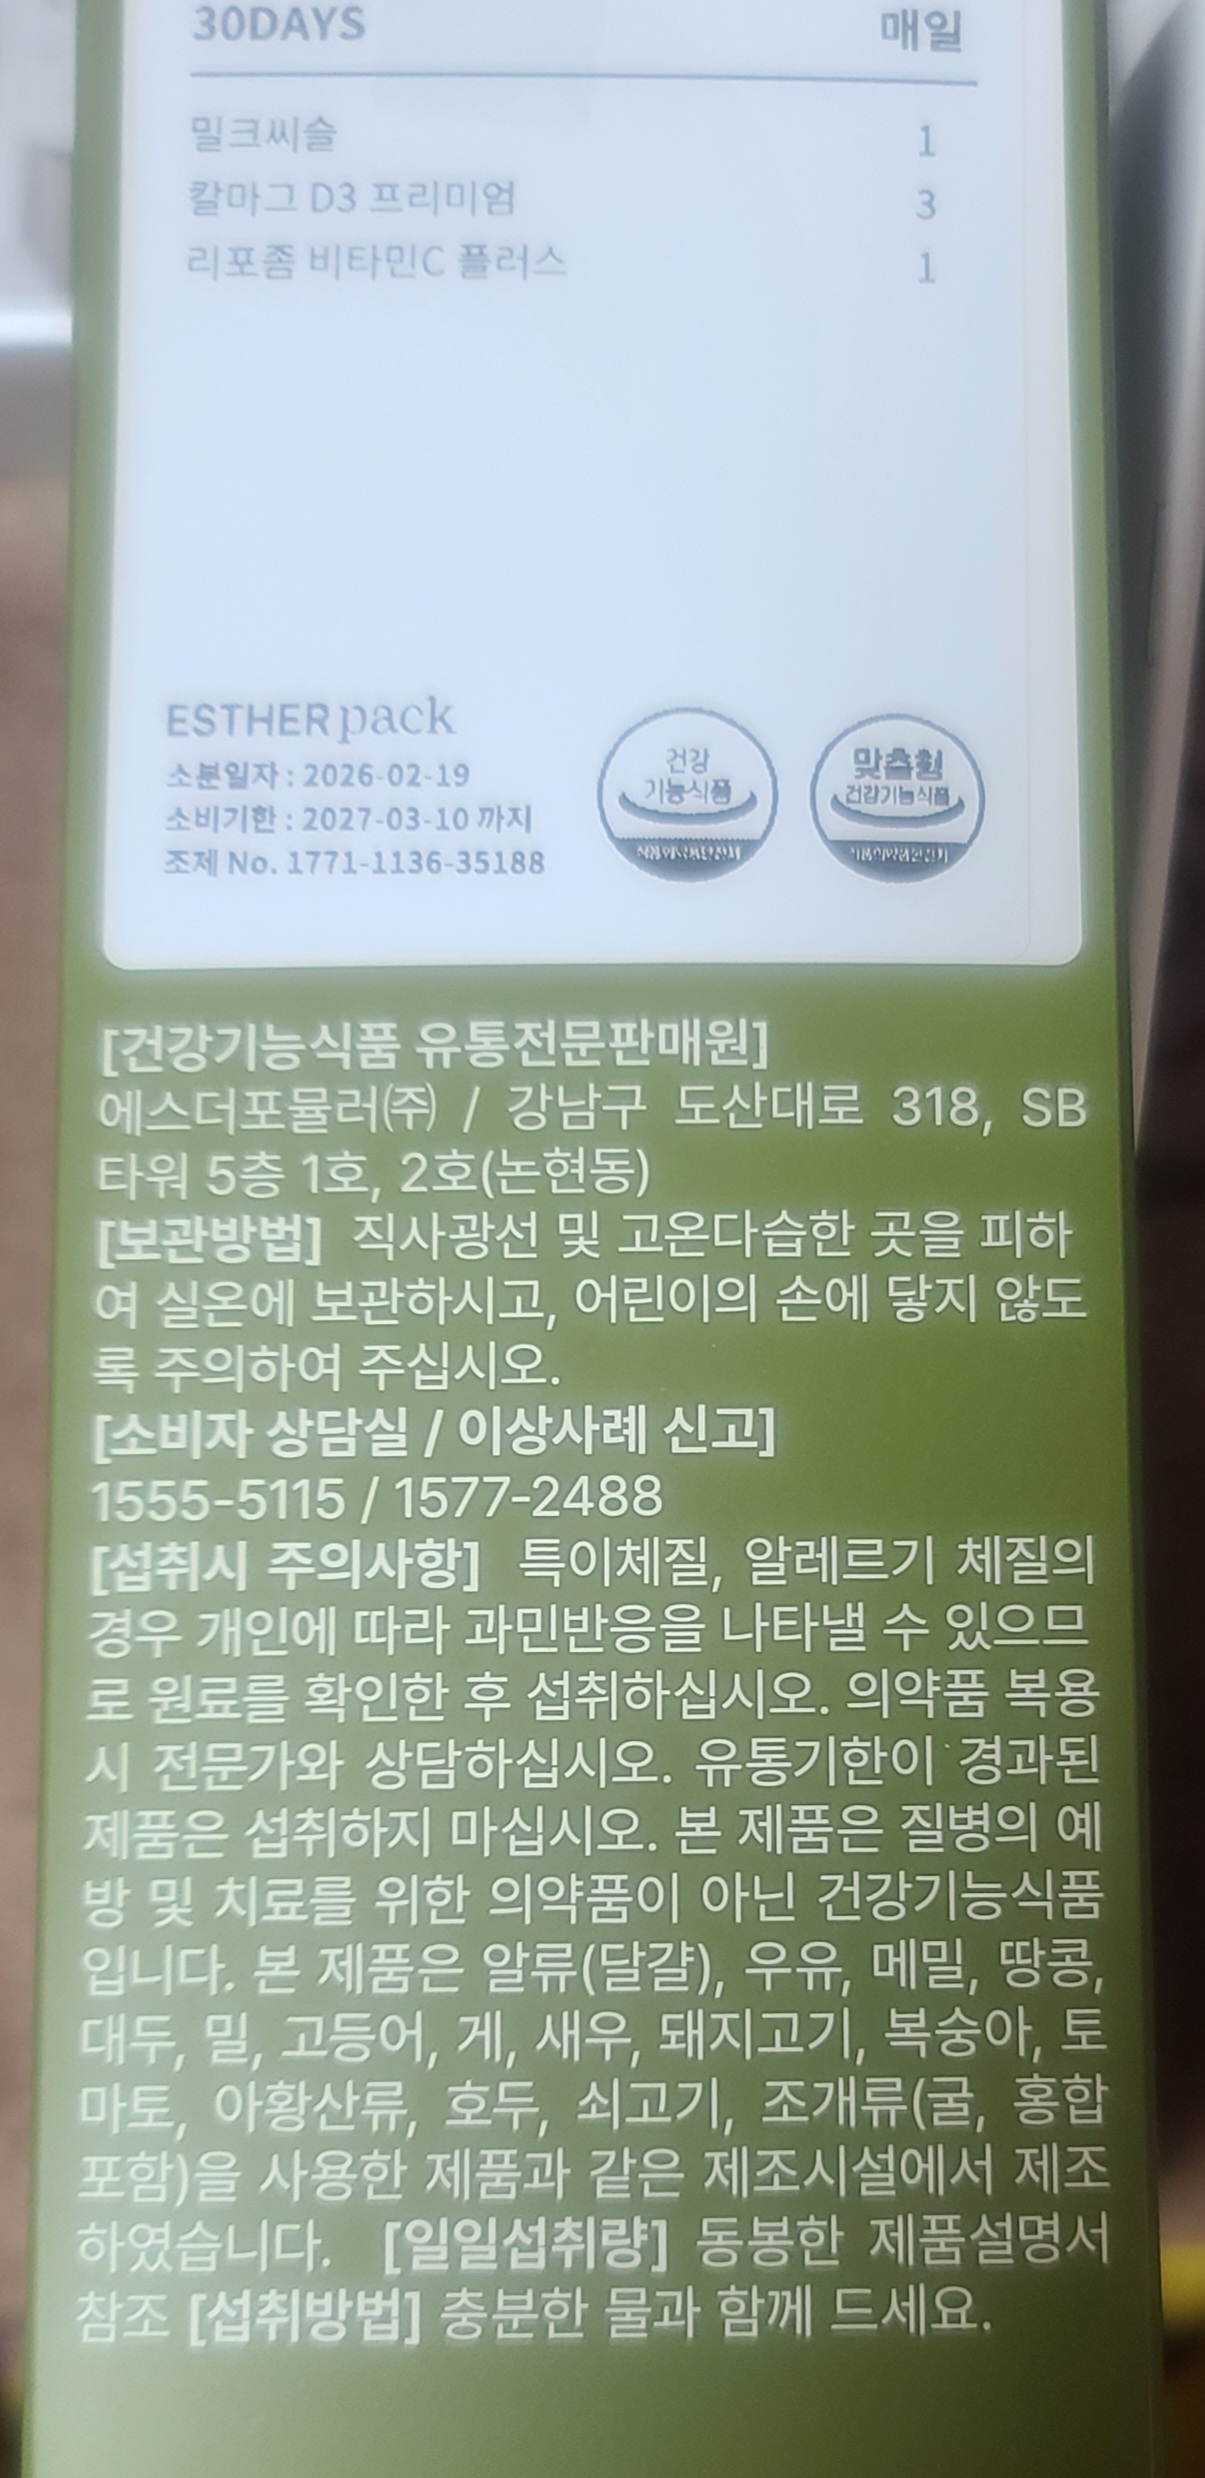 30DAYS 매일
밀크씨슬 1
칼마그 D3 프리미엄 3
리포좀 비타민C 플러스 1
ESTHER pack
소분일자 : 2026-02-19
소비기한 : 2027-03-10 까지
조제 No. 1771-1136-35188
건강
기능식품
맞춤형
건강기능식품
[건강기능식품 유통전문판매원]
에스더포뮬러㈜ / 강남구 도산대로 318, SB
타워 5층 1호, 2호(논현동)
[보관방법] 직사광선 및 고온다습한 곳을 피하
여 실온에 보관하시고, 어린이의 손에 닿지 않도
록 주의하여 주십시오.
[소비자 상담실 / 이상사례 신고]
1555-5115 / 1577-2488
[섭취시 주의사항] 특이체질, 알레르기 체질의
경우 개인에 따라 과민반응을 나타낼 수 있으므
로 원료를 확인한 후 섭취하십시오. 의약품 복용
시 전문가와 상담하십시오. 유통기한이 경과된
제품은 섭취하지 마십시오. 본 제품은 질병의 예
방 및 치료를 위한 의약품이 아닌 건강기능식품
입니다. 본 제품은 알류(달걀), 우유, 메밀, 땅콩,
대두, 밀, 고등어, 게, 새우, 돼지고기, 복숭아, 토
마토, 아황산류, 호두, 쇠고기, 조개류(굴, 홍합
포함)을 사용한 제품과 같은 제조시설에서 제조
하였습니다. [일일섭취량] 동봉한 제품설명서
참조 [섭취방법] 충분한 물과 함께 드세요.